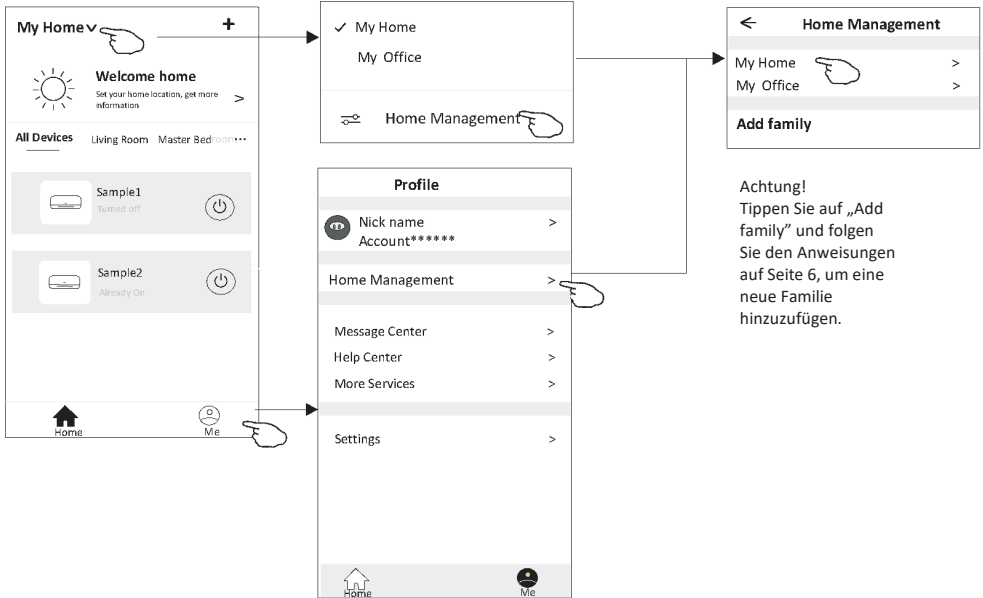 My Home
+
Welcome home
Set your home location, get more
information
>
All Devices Living Room Master Bedroom•••
Sample1
Turned off
Sample2
Already On
Home
Me
✓ My Home
My Office
Home Management
Profile
Nick name >
Account******
Home Management >
Message Center >
Help Center >
More Services >
Settings >
Home
Me
← Home Management
My Home >
My Office >
Add family
Achtung!
Tippen Sie auf „Add
family” und folgen
Sie den Anweisungen
auf Seite 6, um eine
neue Familie
hinzuzufügen.